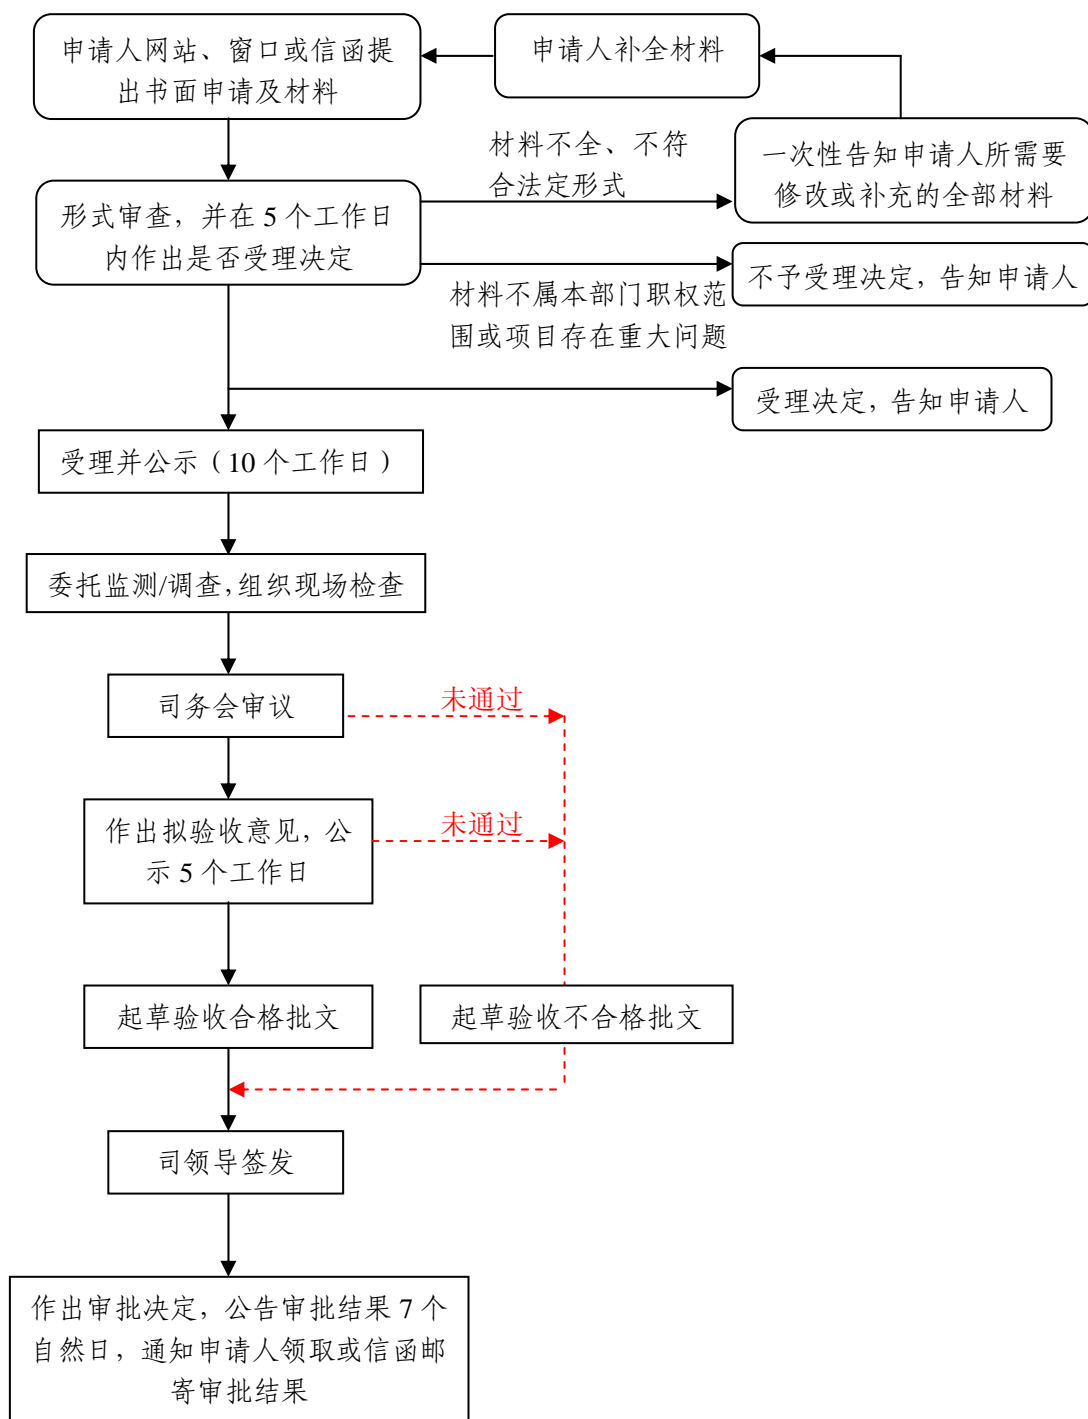 申请人网站、窗口或信函提
出书面申请及材料
申请人补全材料
材料不全、不符
合法定形式
一次性告知申请人所需要
修改或补充的全部材料
形式审查，并在 5 个工作日
内作出是否受理决定
不予受理决定，告知申请人
材料不属本部门职权范
围或项目存在重大问题
受理决定，告知申请人
受理并公示（10 个工作日）
委托监测/调查，组织现场检查
司务会审议
未通过
作出拟验收意见，公
示 5 个工作日
未通过
起草验收合格批文
起草验收不合格批文
司领导签发
作出审批决定，公告审批结果 7 个
自然日，通知申请人领取或信函邮
寄审批结果